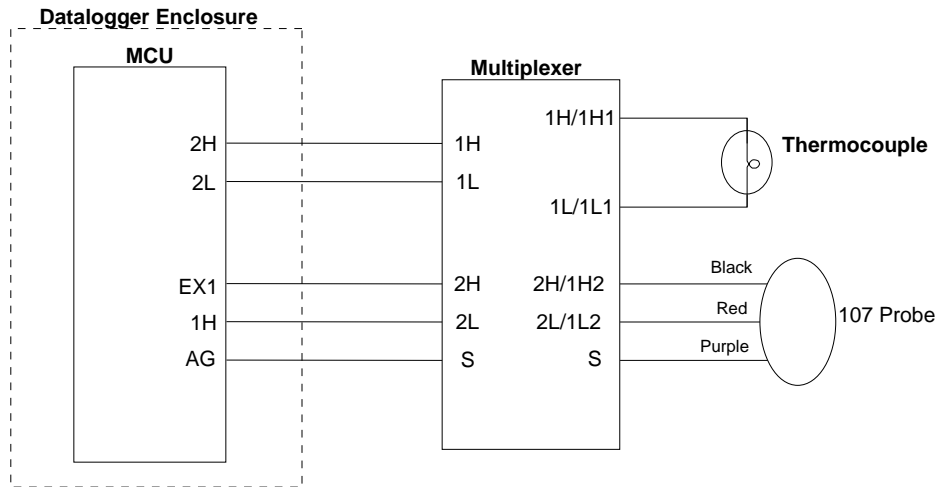 Datalogger Enclosure
MCU
Multiplexer
2H
2L
EX1
1H
AG
1H
1L
2H
2L
S
1H/1H1
1L/1L1
2H/1H2
2L/1L2
S
Thermocouple
Black
Red
Purple
107 Probe